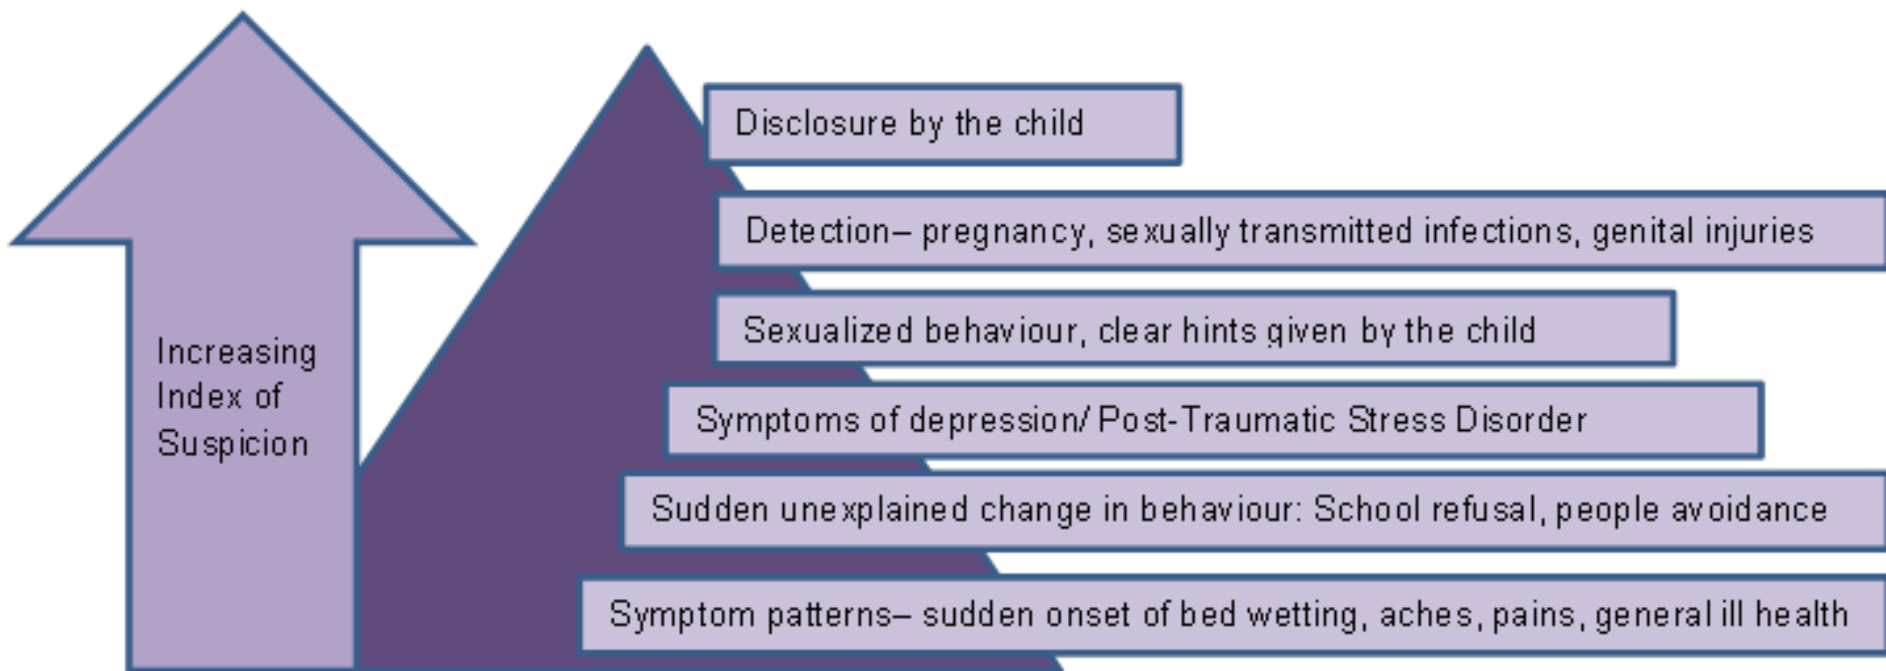 Disclosure by the child
Detection– pregnancy, sexually transmitted infections, genital injuries
Sexualized behaviour, clear hints given by the child
Increasing
Index of
Suspicion
Symptoms of depression/ Post-Traumatic Stress Disorder
Sudden unexplained change in behaviour: School refusal, people avoidance
Symptom patterns– sudden onset of bed wetting, aches, pains, general ill health